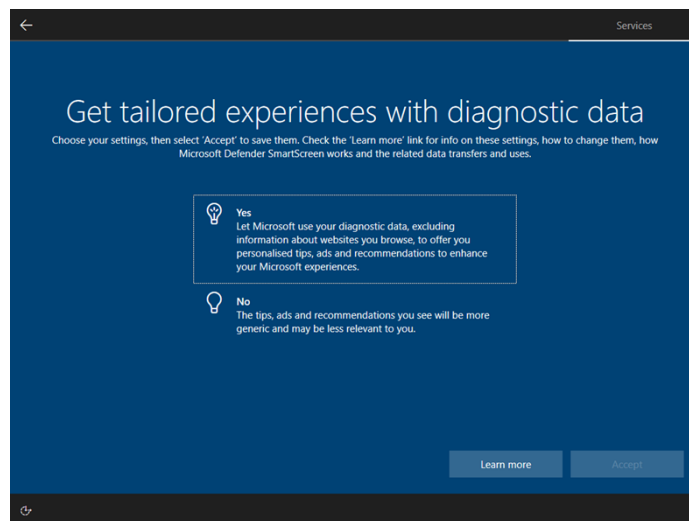 Services
Get tailored experiences with diagnostic data
Choose your settings, then select 'Accept' to save them. Check the 'Learn more' link for info on these settings, how to change them, how
Microsoft Defender SmartScreen works and the related data transfers and uses.
Yes
Let Microsoft use your diagnostic data, excluding
information about websites you browse, to offer you
personalised tips, ads and recommendations to enhance
your Microsoft experiences.
No
The tips, ads and recommendations you see will be more
generic and may be less relevant to you.
Learn more
Accept